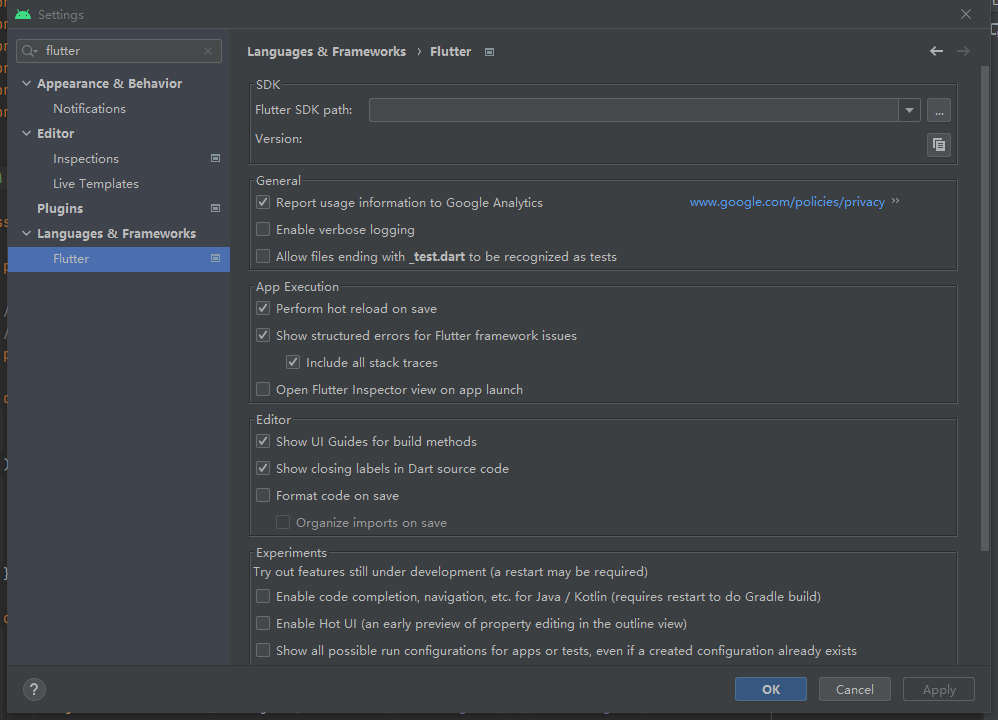 Settings
flutter
Appearance & Behavior
Notifications
Editor
Inspections
Live Templates
Plugins
Languages & Frameworks
Flutter
Languages & Frameworks › Flutter
SDK
Flutter SDK path:
...
Version:
General
Report usage information to Google Analytics www.google.com/policies/privacy
Enable verbose logging
Allow files ending with _test.dart to be recognized as tests
App Execution
Perform hot reload on save
Show structured errors for Flutter framework issues
Include all stack traces
Open Flutter Inspector view on app launch
Editor
Show UI Guides for build methods
Show closing labels in Dart source code
Format code on save
Organize imports on save
Experiments
Try out features still under development (a restart may be required)
Enable code completion, navigation, etc. for Java / Kotlin (requires restart to do Gradle build)
Enable Hot UI (an early preview of property editing in the outline view)
Show all possible run configurations for apps or tests, even if a created configuration already exists
?
OK Cancel Apply